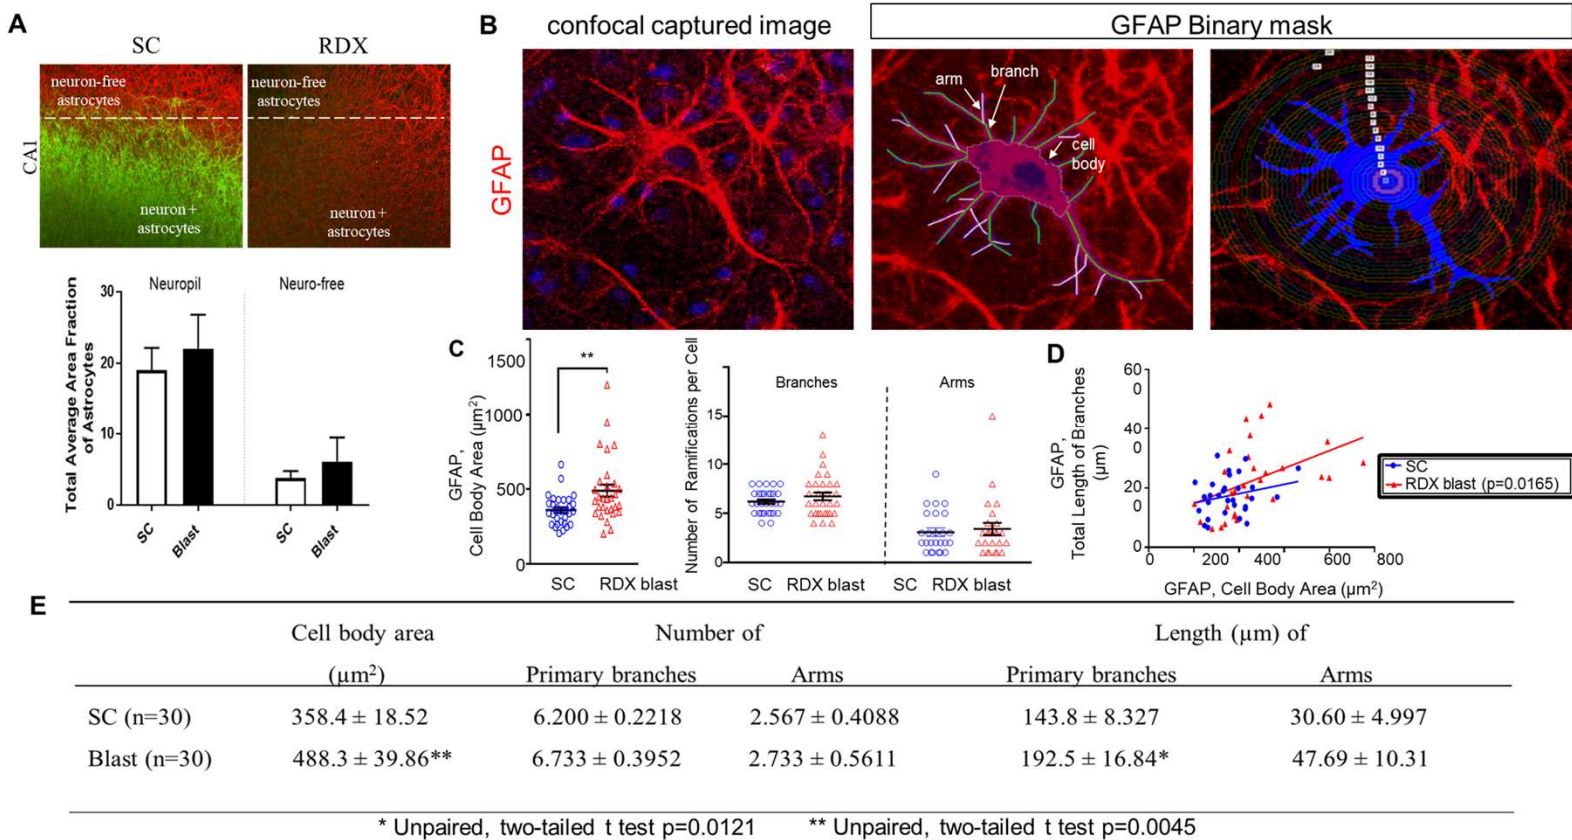 A
SC
RDX
neuron-free
astrocytes
neuron-free
astrocytes
CA1
neuron +
astrocytes
neuron +
astrocytes
Total Average Area Fraction
of Astrocytes
Neuropil
Neuro-free
30
20
10
0
SC
Blast
SC
Blast
B
confocal captured image
GFAP Binary mask
GFAP
arm
branch
cell
body
C
GFAP,
Cell Body Area (µm²)
1500
1000
500
0
**
SC
RDX blast
Number of Ramifications per Cell
Branches
Arms
15
10
5
0
SC
RDX blast
SC
RDX blast
D
GFAP,
Total Length of Branches
(µm)
60
0
40
0
20
0
0
0
200
400
600
800
GFAP, Cell Body Area (µm²)
SC
RDX blast (p=0.0165)
E
Cell body area
(µm²)
Number of
Length (µm) of
Primary branches
Arms
Primary branches
Arms
SC (n=30)
358.4 ± 18.52
6.200 ± 0.2218
2.567 ± 0.4088
143.8 ± 8.327
30.60 ± 4.997
Blast (n=30)
488.3 ± 39.86**
6.733 ± 0.3952
2.733 ± 0.5611
192.5 ± 16.84*
47.69 ± 10.31
* Unpaired, two-tailed t test p=0.0121
** Unpaired, two-tailed t test p=0.0045